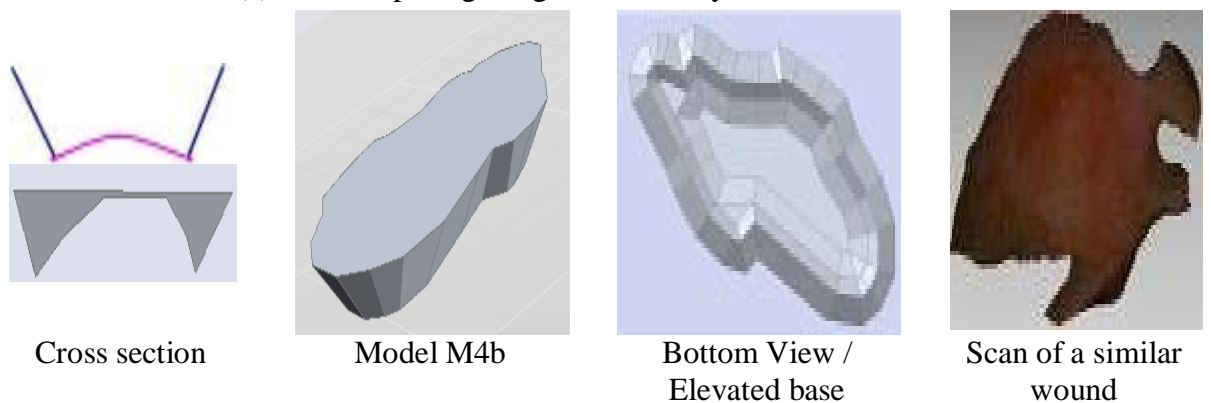 Cross section
Model M4b
Bottom View /
Elevated base
Scan of a similar
wound